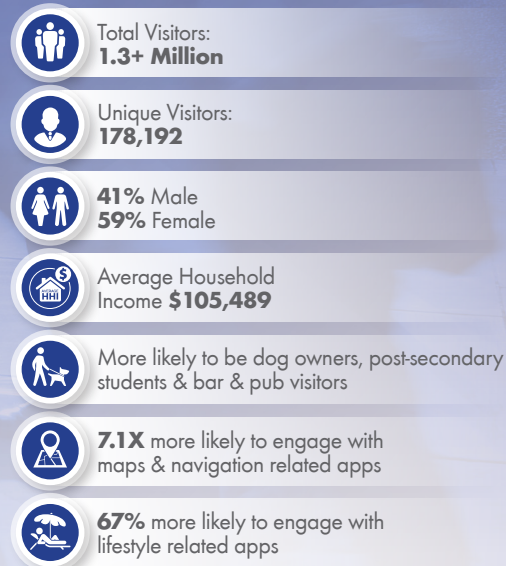 Total Visitors:
1.3+ Million
Unique Visitors:
178,192
41% Male
59% Female
$
AVERAGE
HHI
Average Household
Income $105,489
More likely to be dog owners, post-secondary
students & bar & pub visitors
7.1X more likely to engage with
maps & navigation related apps
67% more likely to engage with
lifestyle related apps